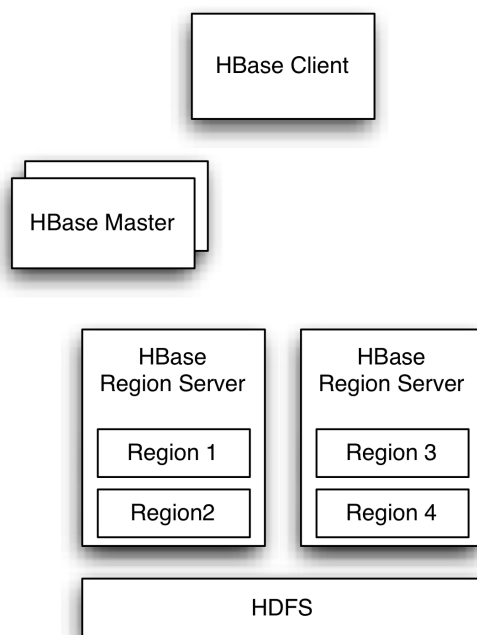 HBase Client
HBase Master
HBase
Region Server
Region 1
Region2
HBase
Region Server
Region 3
Region 4
HDFS